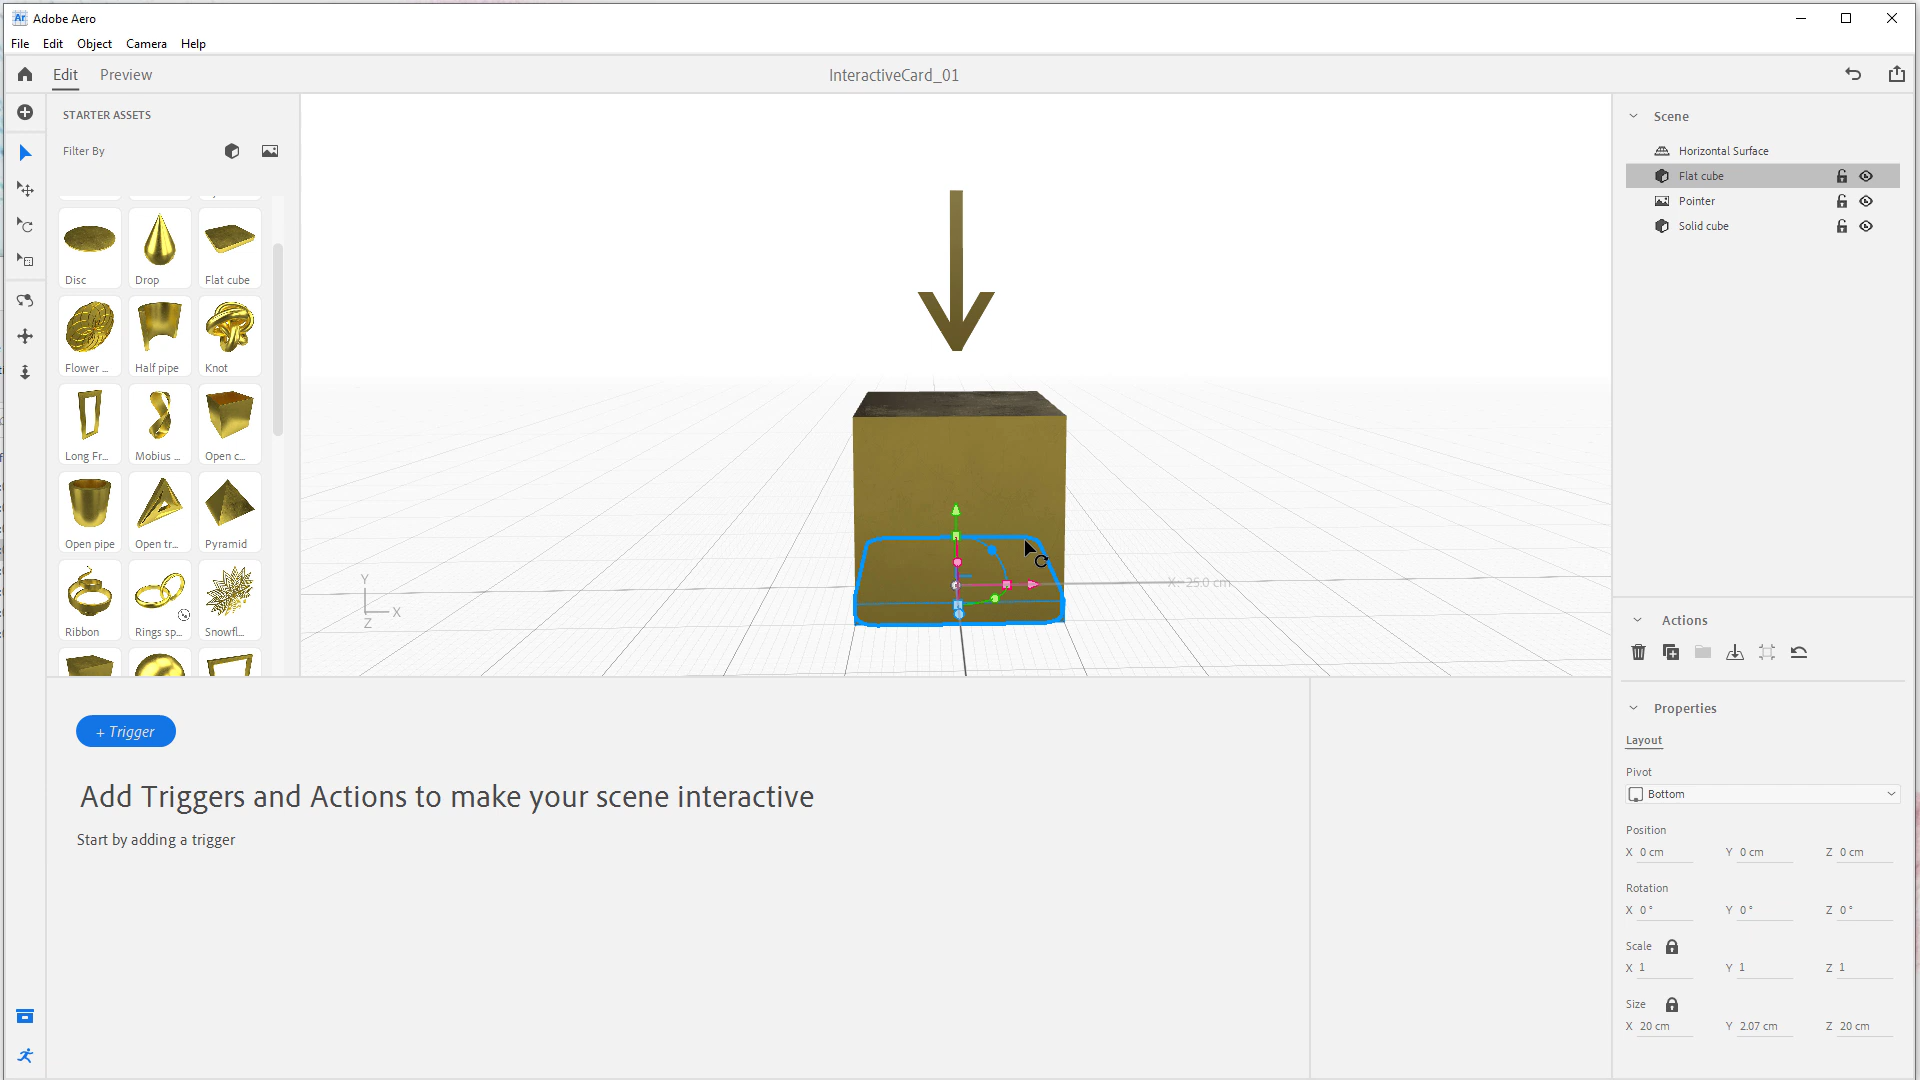 Ar Adobe Aero
File Edit Object Camera Help
Edit Preview InteractiveCard_01
STARTER ASSETS
Filter By
Disc Drop Flat cube
Flower ... Half pipe Knot
Long Fr... Mobius ... Open c...
Open pipe Open tr... Pyramid
Ribbon Rings sp... Snowfl...
Y
X
Z
X: 25.0 cm
+ Trigger
Add Triggers and Actions to make your scene interactive
Start by adding a trigger
Scene
Horizontal Surface
Flat cube
Pointer
Solid cube
Actions
Properties
Layout
Pivot
Bottom
Position
X 0 cm Y 0 cm Z 0 cm
Rotation
X 0 ° Y 0 ° Z 0 °
Scale
X 1 Y 1 Z 1
Size
X 20 cm Y 2.07 cm Z 20 cm